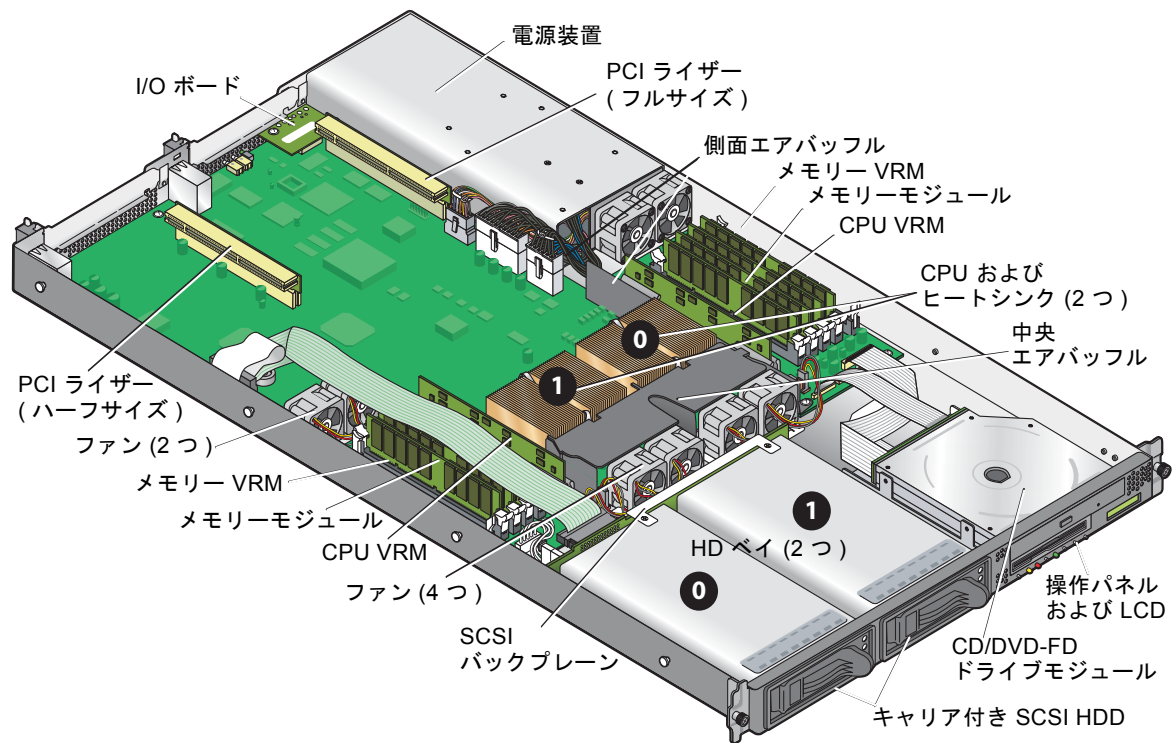 電源装置
I/O ボード
PCI ライザー
( フルサイズ )
側面エアバッフル
メモリー VRM
メモリーモジュール
CPU VRM
CPU および
ヒートシンク (2 つ )
中央
エアバッフル
0
1
PCI ライザー
( ハーフサイズ )
ファン (2 つ )
メモリー VRM
メモリーモジュール
CPU VRM
ファン (4 つ )
1
HD ベイ (2 つ )
0
SCSI
バックプレーン
操作パネル
および LCD
CD/DVD-FD
ドライブモジュール
キャリア付き SCSI HDD